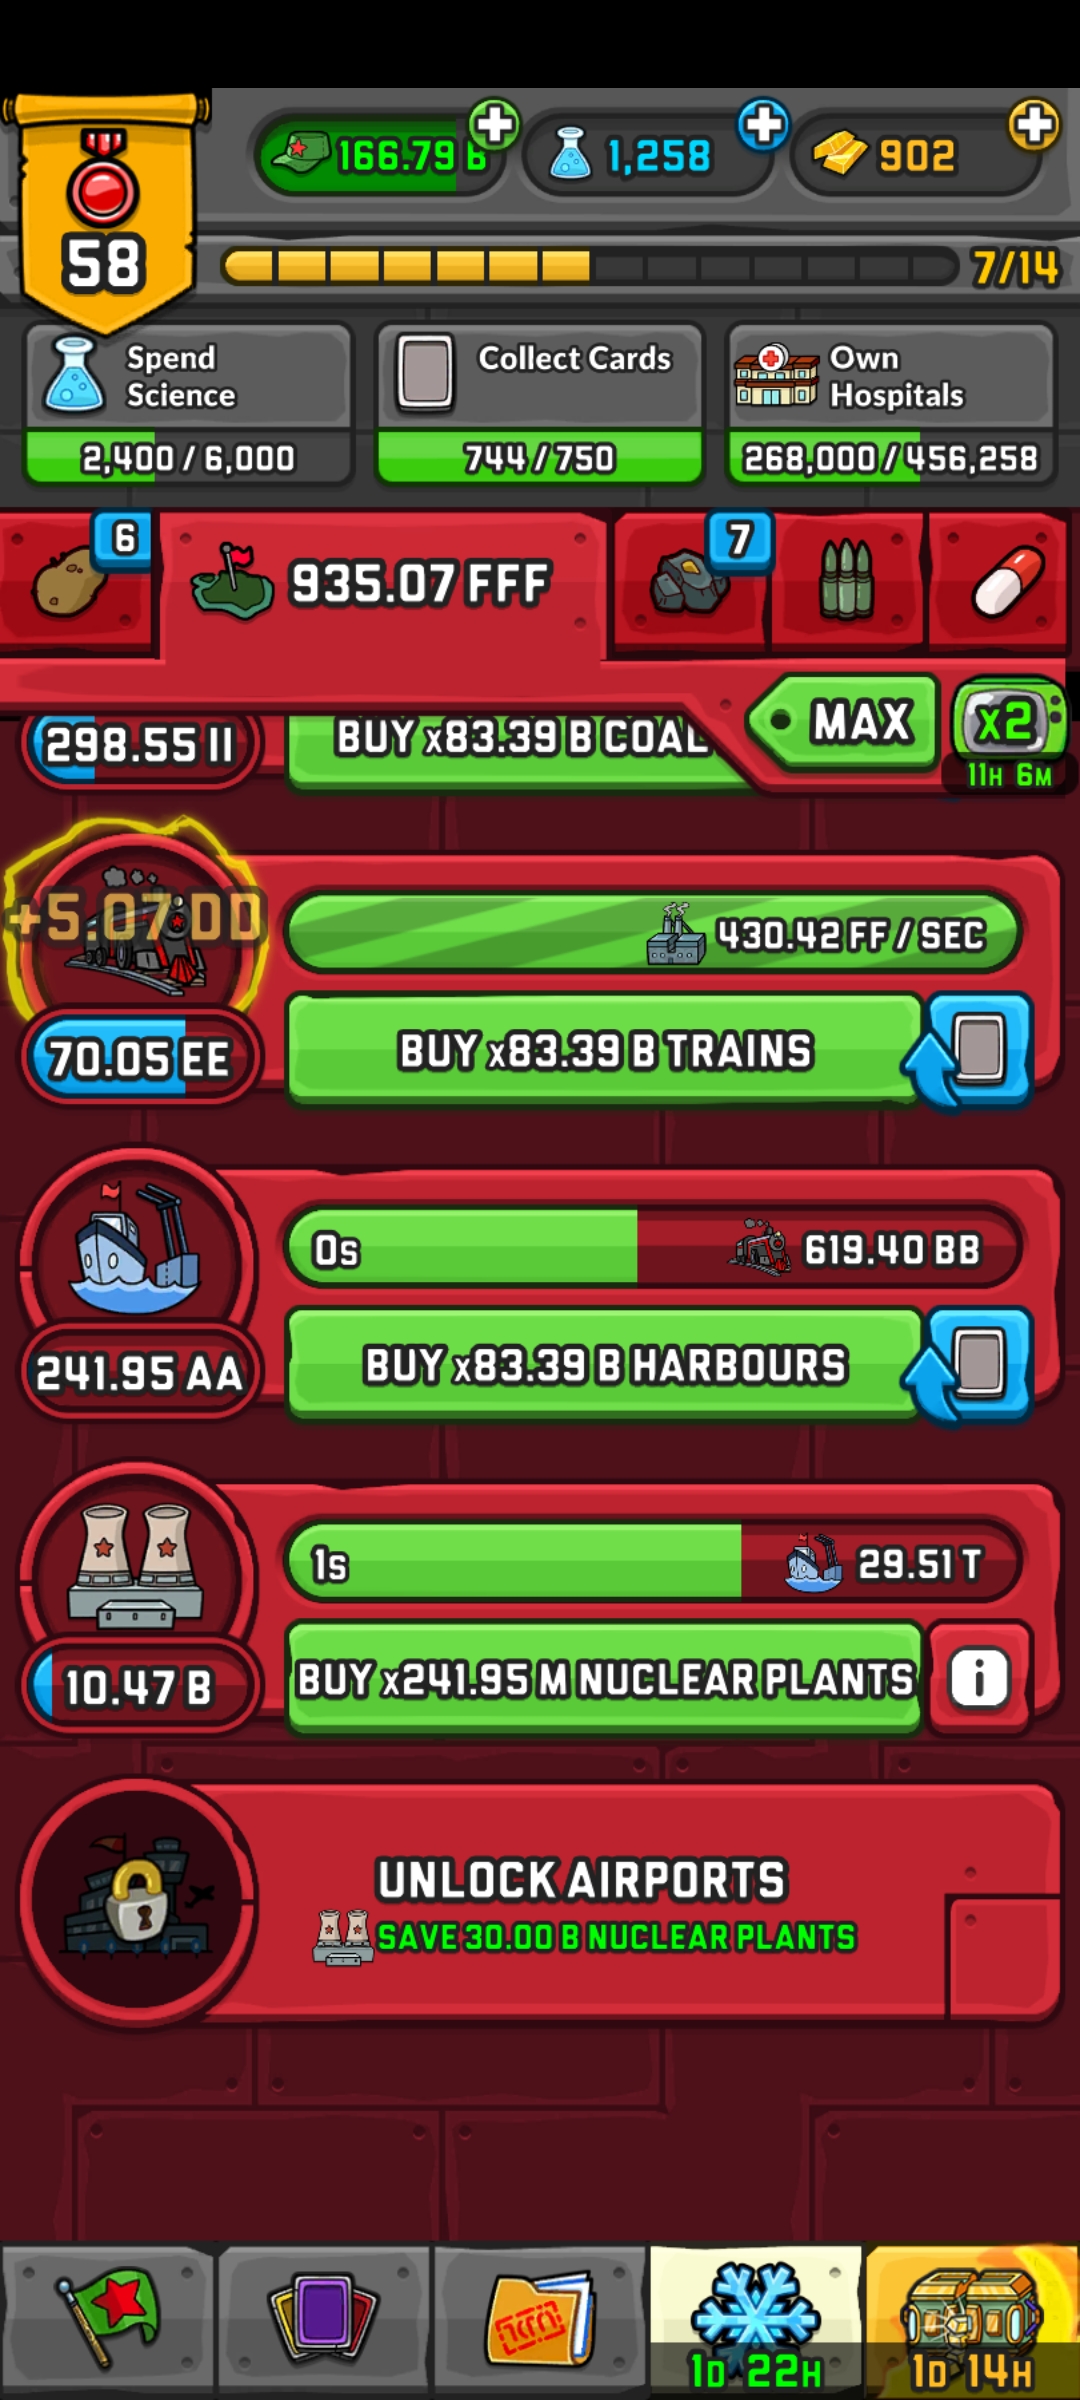 166.79 B
1,258
902
58
7/14
Spend
Science
2,400 / 6,000
Collect Cards
744 / 750
Own
Hospitals
268,000 / 456,258
6
935.07 FFF
7
MAX
x2
11H 6M
298.55 II
BUY x83.39 B COAL
+5.07 DD
430.42 FF / SEC
70.05 EE
BUY x83.39 B TRAINS
0s
619.40 BB
241.95 AA
BUY x83.39 B HARBOURS
1s
29.51 T
10.47 B
BUY x241.95 M NUCLEAR PLANTS
i
UNLOCK AIRPORTS
SAVE 30.00 B NUCLEAR PLANTS
1D 22H
1D 14H